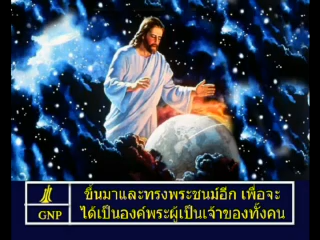 ขึ้นมาและทรงพระชนม์อีก เพื่อจะ
ได้เป็นองค์พระผู้เป็นเจ้าของทั้งคน
GNP